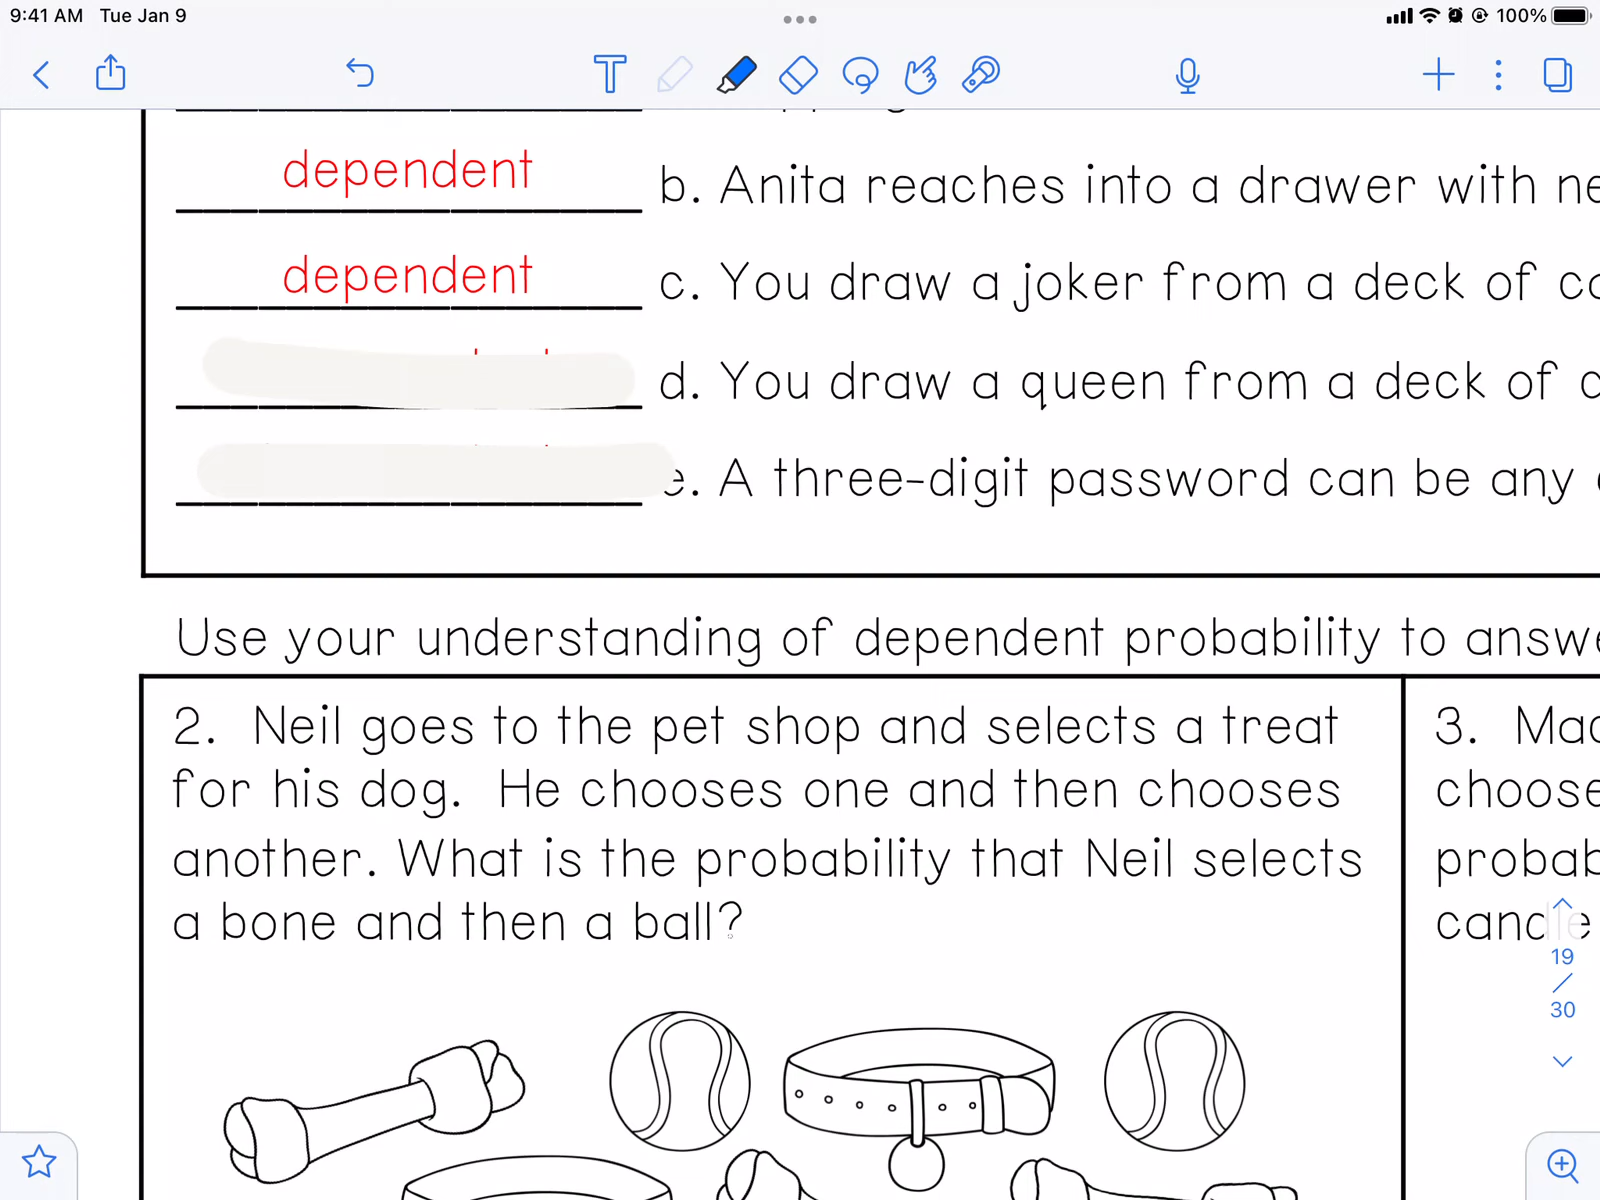 9:41 AM Tue Jan 9
100%
dependent
b. Anita reaches into a drawer with ne
dependent
c. You draw a joker from a deck of
d. You draw a queen from a deck of
e. A three-digit password can be any
Use your understanding of dependent probability to answe
2. Neil goes to the pet shop and selects a treat
for his dog. He chooses one and then chooses
another. What is the probability that Neil selects
a bone and then a ball?
3. Mad
choose
probab
candle
19
/
30